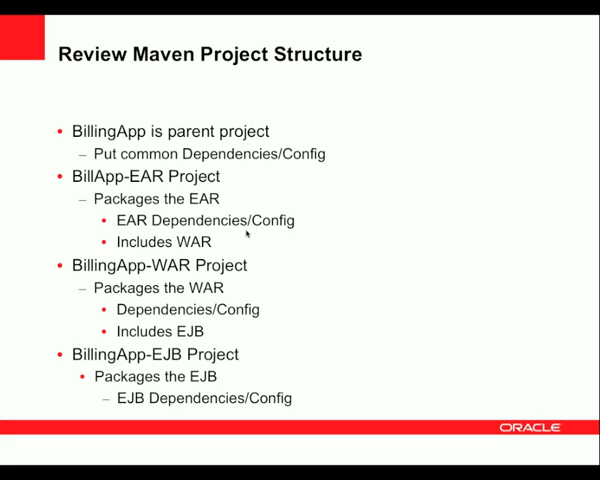 Review Maven Project Structure
• BillingApp is parent project
– Put common Dependencies/Config
• BillApp-EAR Project
– Packages the EAR
• EAR Dependencies/Config
• Includes WAR
• BillingApp-WAR Project
– Packages the WAR
• Dependencies/Config
• Includes EJB
• BillingApp-EJB Project
• Packages the EJB
– EJB Dependencies/Config
ORACLE